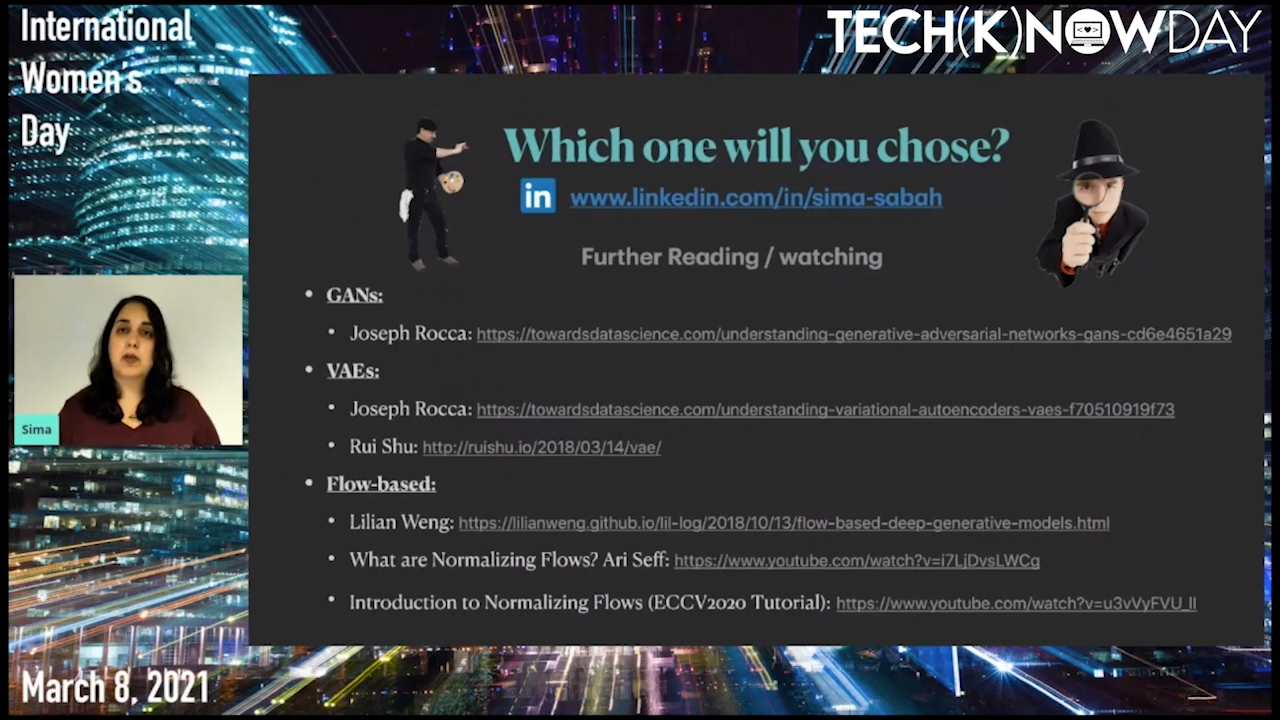 International
Women's
Day
TECH(K)NOWDAY
Which one will you chose?
in www.linkedin.com/in/sima-sabah
Further Reading / watching
• GANs:
• Joseph Rocca: https://towardsdatascience.com/understanding-generative-adversarial-networks-gans-cd6e4651a29
• VAEs:
• Joseph Rocca: https://towardsdatascience.com/understanding-variational-autoencoders-vaes-f70510919f73
• Rui Shu: http://ruishu.io/2018/03/14/vae/
• Flow-based:
• Lilian Weng: https://lilianweng.github.io/lil-log/2018/10/13/flow-based-deep-generative-models.html
• What are Normalizing Flows? Ari Seff: https://www.youtube.com/watch?v=i7LjDvsLWCg
• Introduction to Normalizing Flows (ECCV2020 Tutorial): https://www.youtube.com/watch?v=u3vVyFVU_lI
Sima
March 8, 2021